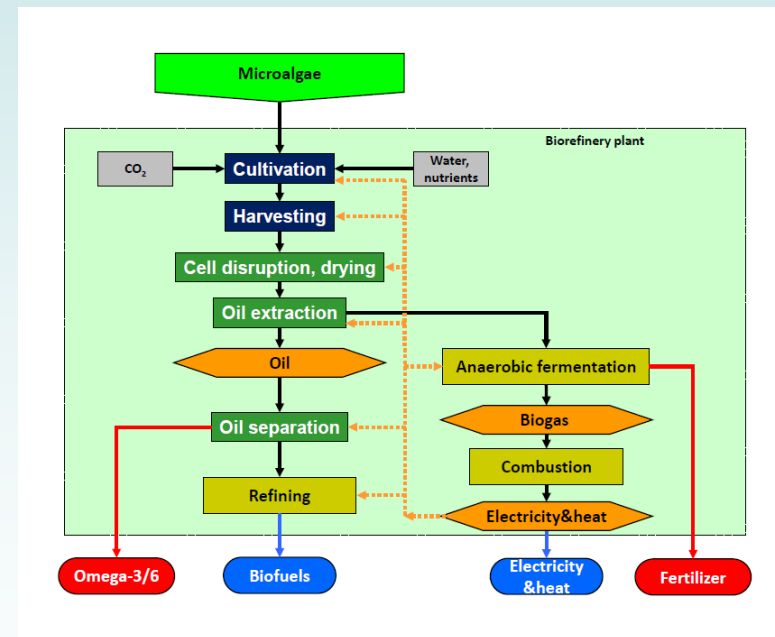 Microalgae
Biorefinery plant
CO₂
Cultivation
Water,
nutrients
Harvesting
Cell disruption, drying
Oil extraction
Oil
Anaerobic fermentation
Biogas
Oil separation
Combustion
Refining
Electricity&heat
Omega-3/6
Biofuels
Electricity
&heat
Fertilizer